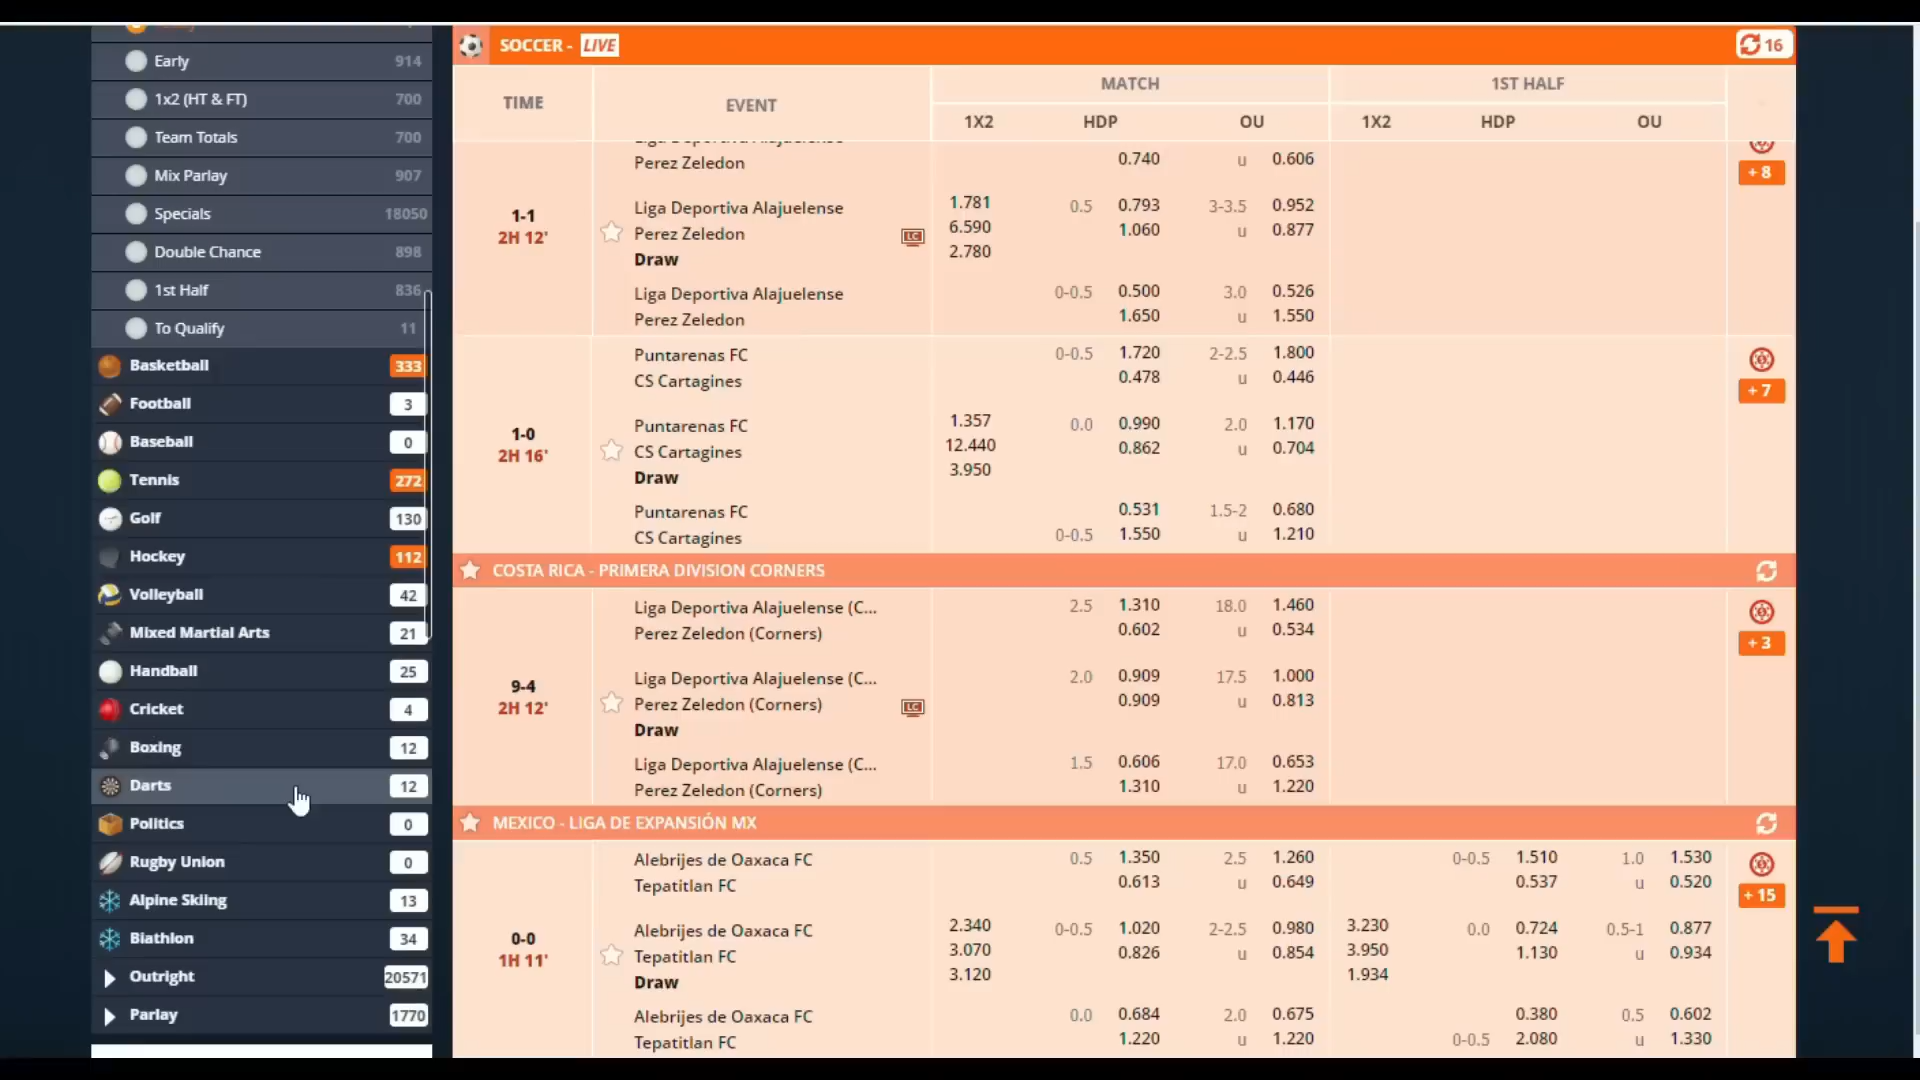 Early 914
1x2 (HT & FT) 700
Team Totals 700
Mix Parlay 907
Specials 18050
Double Chance 898
1st Half 836
To Qualify 11
Basketball 333
Football 3
Baseball 0
Tennis 272
Golf 130
Hockey 112
Volleyball 42
Mixed Martial Arts 21
Handball 25
Cricket 4
Boxing 12
Darts 12
Politics 0
Rugby Union 0
Alpine Skiing 13
Biathlon 34
Outright 20571
Parlay 1770
SOCCER - LIVE 16
TIME EVENT MATCH 1ST HALF
1X2 HDP OU 1X2 HDP OU
Liga Deportiva Alajuelense
Perez Zeledon 0.740 u 0.606
+ 8
1-1
2H 12'
Liga Deportiva Alajuelense 1.781 0.5 0.793 3-3.5 0.952
Perez Zeledon 6.590 1.060 u 0.877
LC
Draw 2.780
Liga Deportiva Alajuelense 0-0.5 0.500 3.0 0.526
Perez Zeledon 1.650 u 1.550
Puntarenas FC 0-0.5 1.720 2-2.5 1.800
CS Cartagines 0.478 u 0.446
+ 7
1-0
2H 16'
Puntarenas FC 1.357 0.0 0.990 2.0 1.170
CS Cartagines 12.440 0.862 u 0.704
Draw 3.950
Puntarenas FC 0.531 1.5-2 0.680
CS Cartagines 0-0.5 1.550 u 1.210
COSTA RICA - PRIMERA DIVISION CORNERS
Liga Deportiva Alajuelense (C... 2.5 1.310 18.0 1.460
Perez Zeledon (Corners) 0.602 u 0.534
+ 3
9-4
2H 12'
Liga Deportiva Alajuelense (C... 2.0 0.909 17.5 1.000
Perez Zeledon (Corners) 0.909 u 0.813
LC
Draw
Liga Deportiva Alajuelense (C... 1.5 0.606 17.0 0.653
Perez Zeledon (Corners) 1.310 u 1.220
MEXICO - LIGA DE EXPANSIÓN MX
Alebrijes de Oaxaca FC 0.5 1.350 2.5 1.260 0-0.5 1.510 1.0 1.530
Tepatitlan FC 0.613 u 0.649 0.537 u 0.520
+ 15
0-0
1H 11'
Alebrijes de Oaxaca FC 2.340 0-0.5 1.020 2-2.5 0.980 3.230 0.0 0.724 0.5-1 0.877
Tepatitlan FC 3.070 0.826 u 0.854 3.950 1.130 u 0.934
Draw 3.120 1.934
Alebrijes de Oaxaca FC 0.0 0.684 2.0 0.675 0.380 0.5 0.602
Tepatitlan FC 1.220 u 1.220 0-0.5 2.080 u 1.330